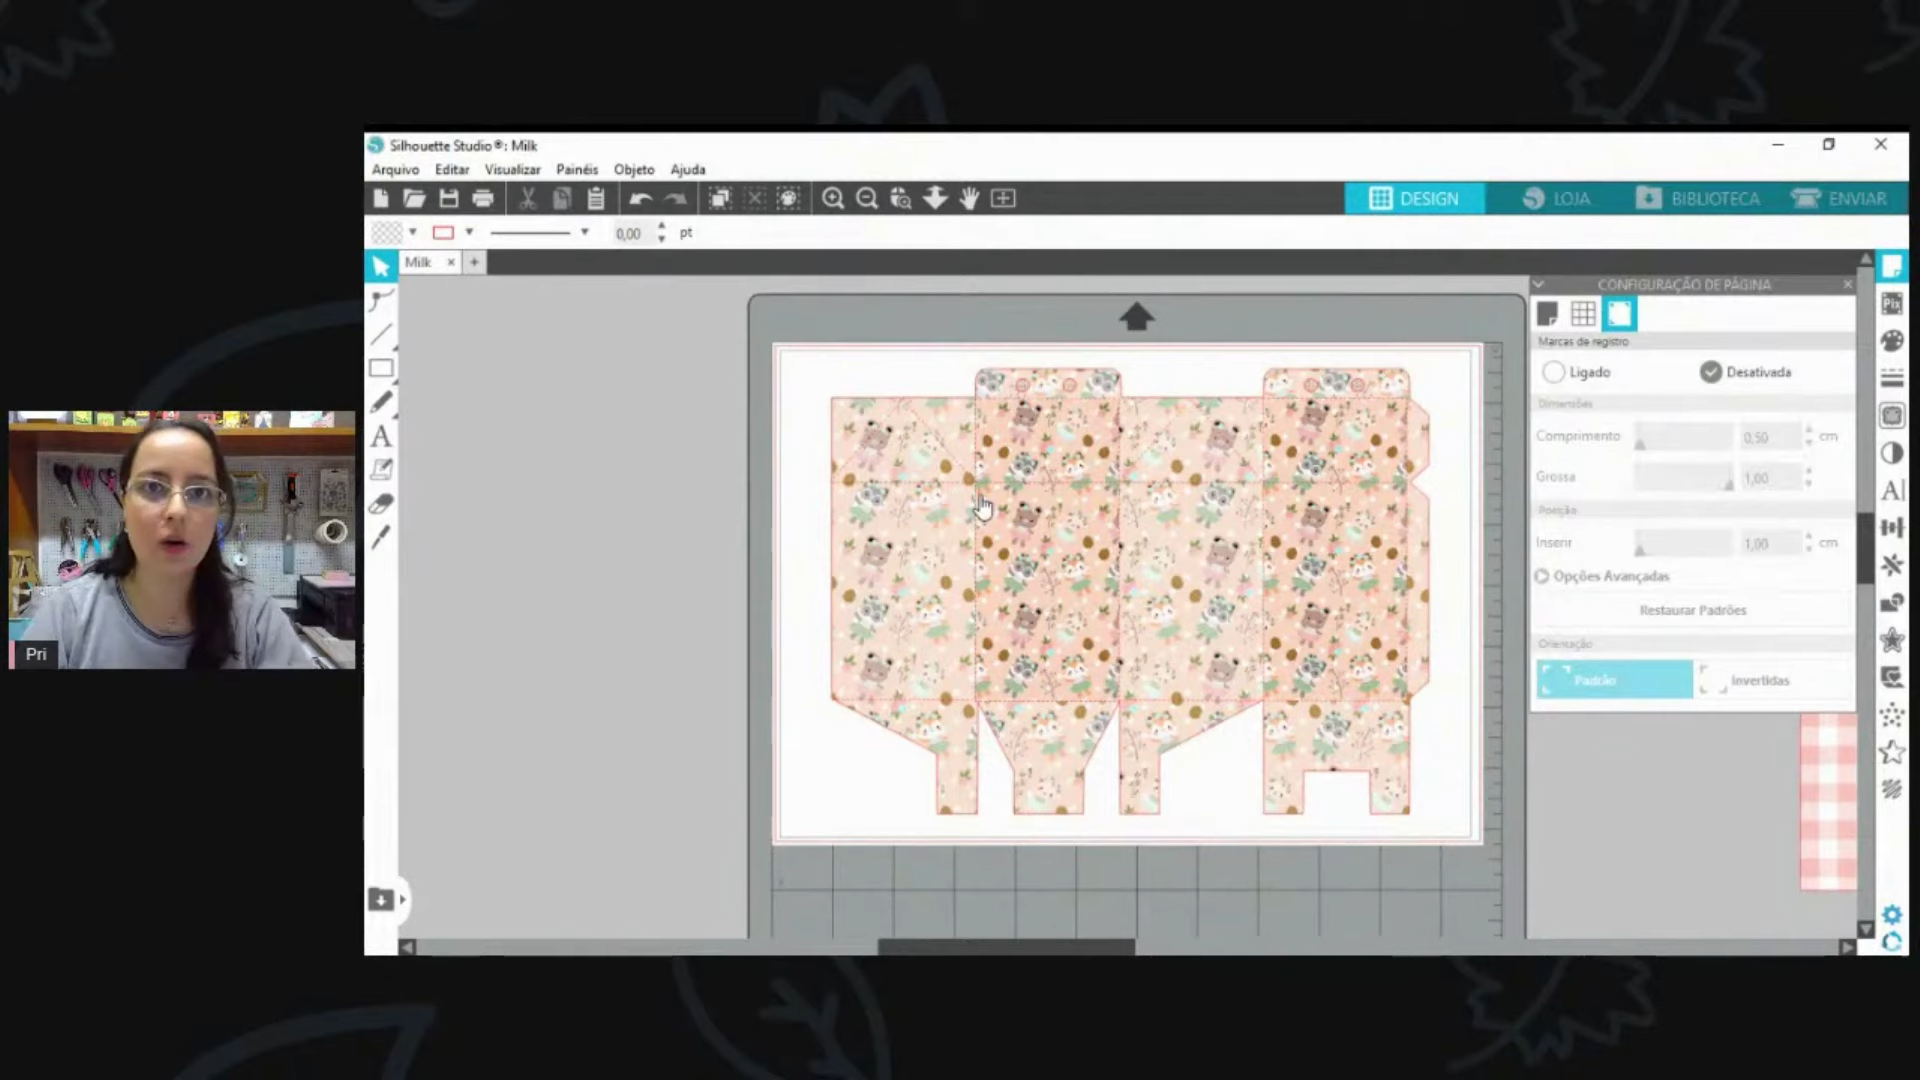 Silhouette Studio®: Milk
Arquivo Editar Visualizar Painéis Objeto Ajuda
DESIGN LOJA BIBLIOTECA ENVIAR
0,00 pt
Milk
CONFIGURAÇÃO DE PÁGINA
Pix
Marcas de registro
Ligado Desativada
Dimensões
Comprimento 0,50 cm
Grossa 1,00
Posição
Inserir 1,00 cm
Opções Avançadas
Restaurar Padrões
Orientação
Padrão Invertidas
Pri